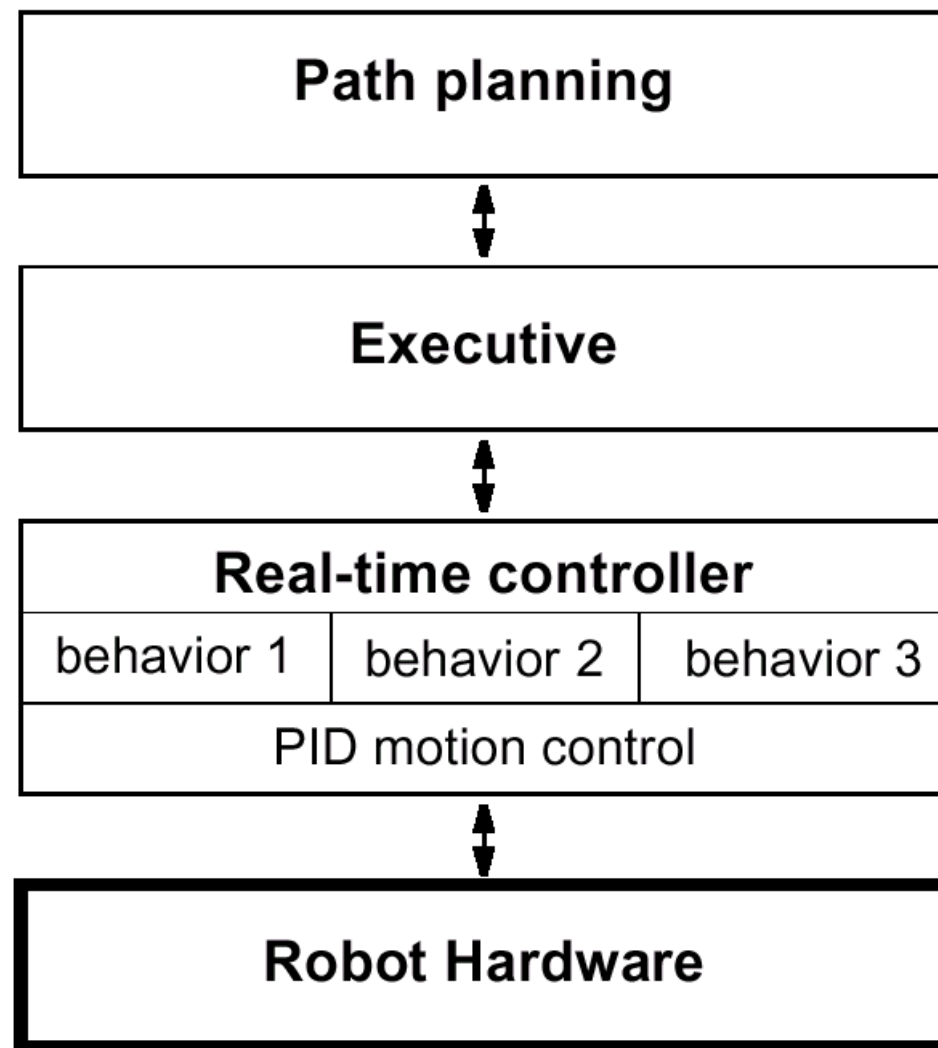 Path planning
Executive
Real-time controller
behavior 1 behavior 2 behavior 3
PID motion control
Robot Hardware